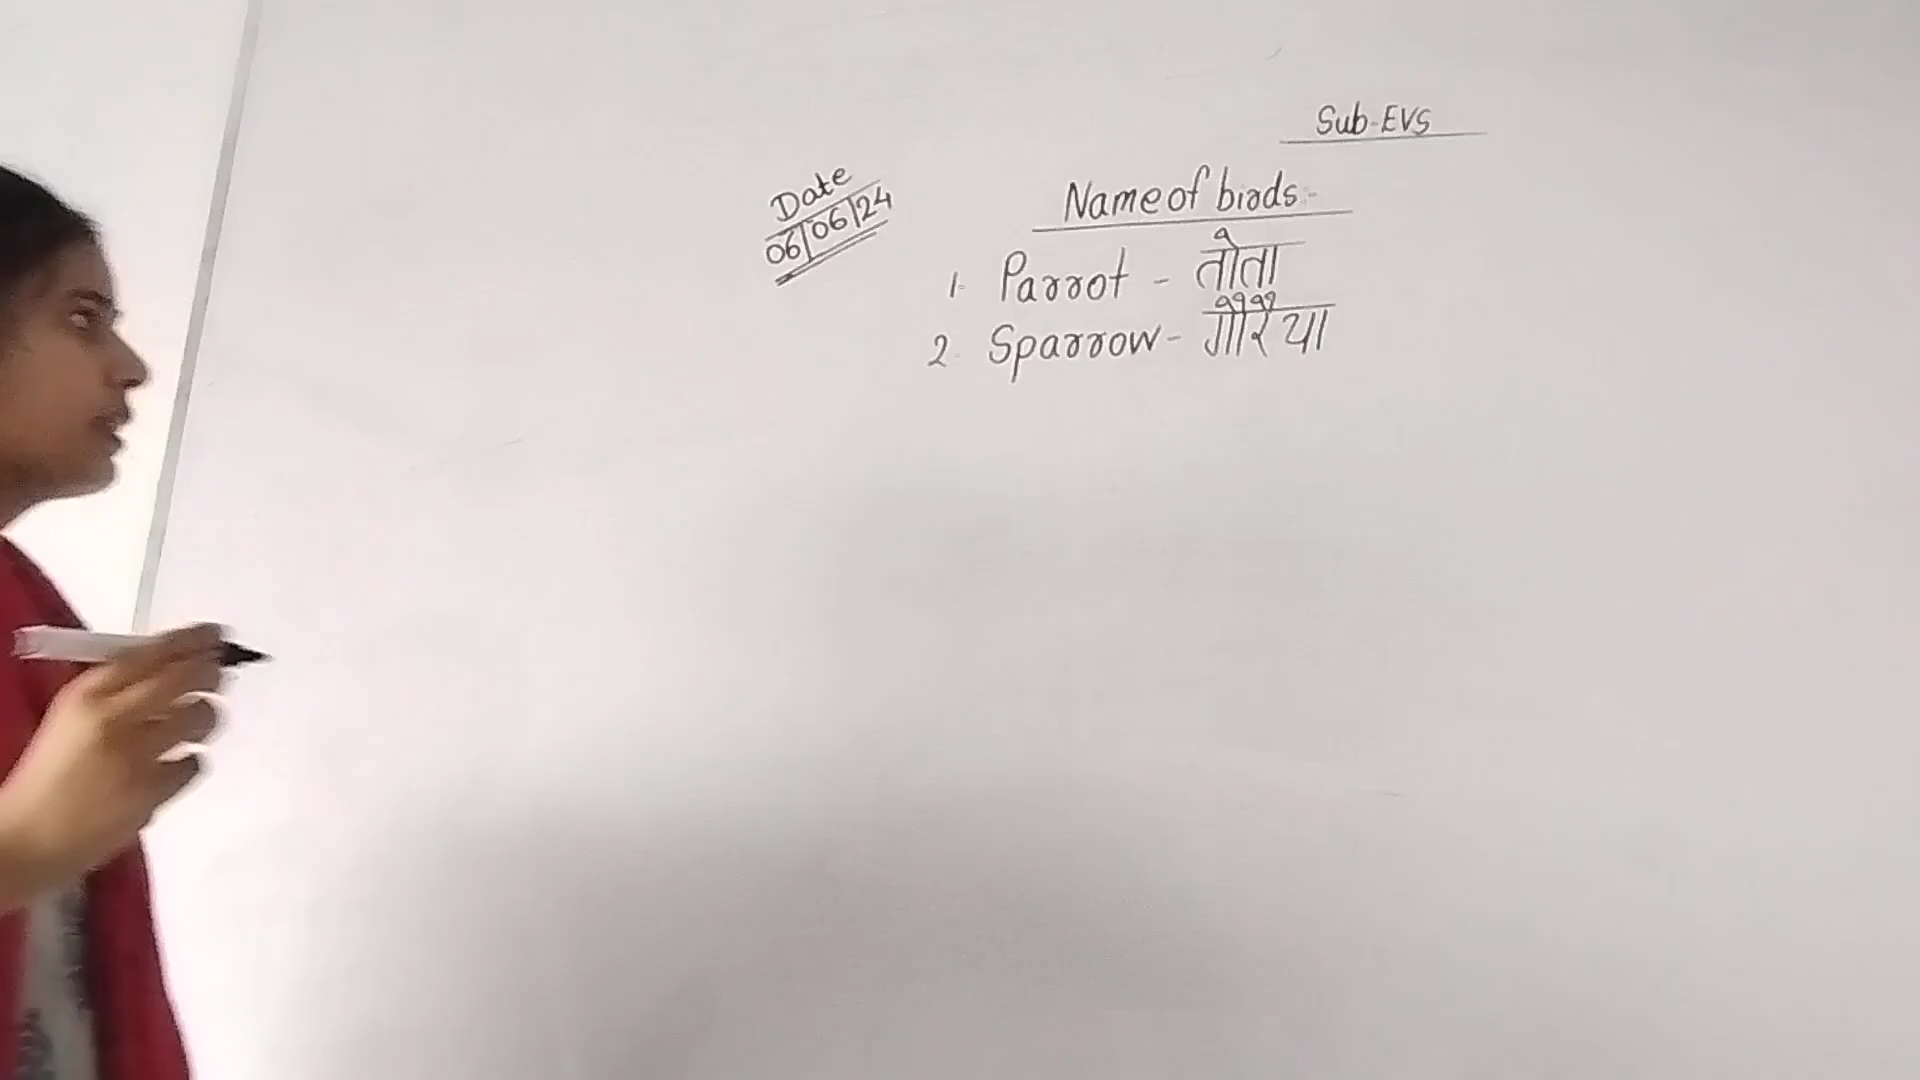 Sub-EVS
Date
06/06/24
Name of birds:-
1. Parrot - तोता
2. Sparrow - गौरैया